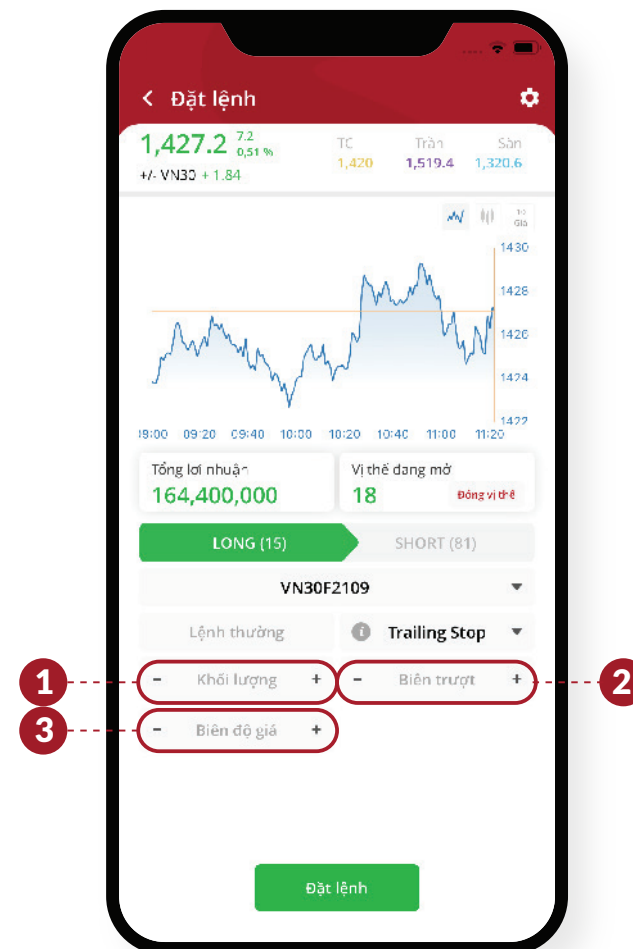 Đặt lệnh
1,427.2 7.2 0,51 % TC Trần Sàn
+/- VN30 + 1.84 1,420 1,519.4 1,320.6
10 Giá
1430
1428
1426
1424
1422
09:00 09:20 09:40 10:00 10:20 10:40 11:00 11:20
Tổng lợi nhuận Vị thế đang mở
164,400,000 18 Đóng vị thế
LONG (15) SHORT (81)
VN30F2109
Lệnh thường i Trailing Stop
1 - Khối lượng + - Biên trượt + 2
3 - Biên độ giá +
Đặt lệnh